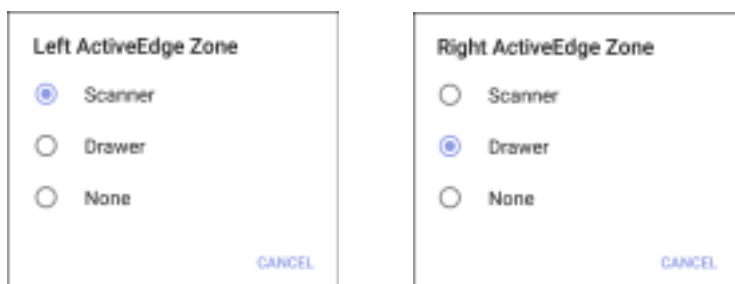 Left ActiveEdge Zone
Scanner
Drawer
None
CANCEL
Right ActiveEdge Zone
Scanner
Drawer
None
CANCEL